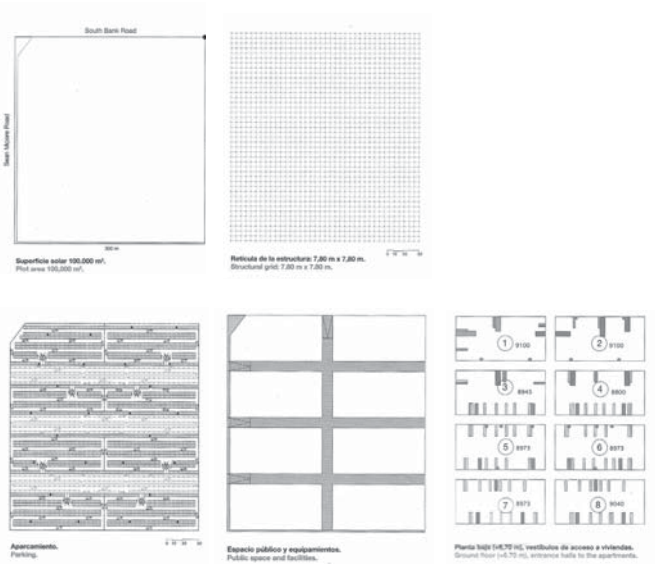 South Bank Road
Sean Moore Road
300 m
Superficie solar 100.000 m².
Plot area 100,000 m².
Retícula de la estructura: 7,80 m x 7,80 m.
Structural grid: 7.80 m x 7.80 m.
Aparcamiento.
Parking.
Espacio público y equipamientos.
Public space and facilities.
1 9100
2 9100
3 8943
4 8800
5 8973
6 8973
7 8973
8 9040
Planta baja (+6,70 m), vestíbulos de acceso a viviendas.
Ground floor (+6.70 m), entrance halls to the apartments.